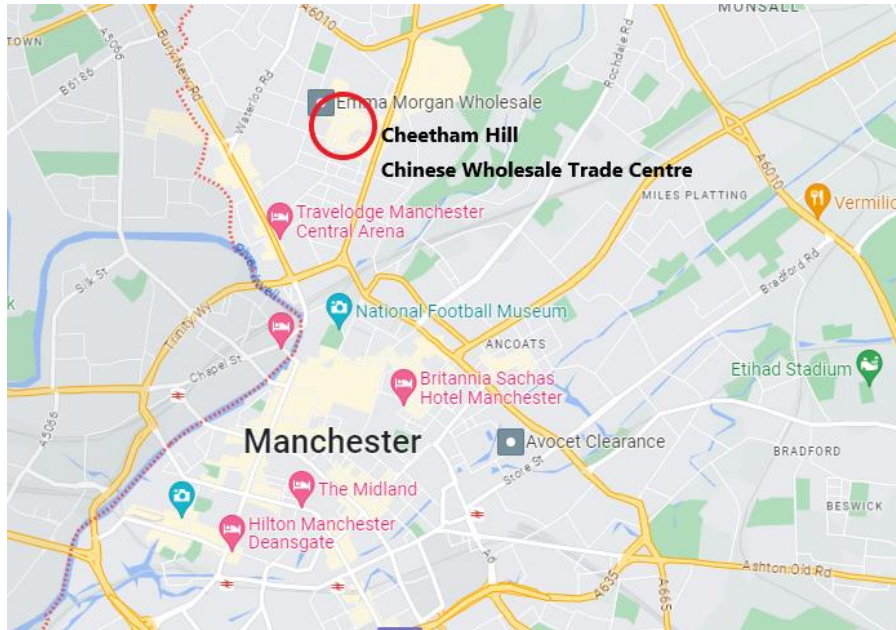 MONSALL
TOWN
A5066
A6010
Bury New Rd
Rochdale Rd
B6186
Waterloo Rd
Emma Morgan Wholesale
Cheetham Hill
Chinese Wholesale Trade Centre
A6010
MILES PLATTING
Travelodge Manchester
Central Arena
Vermilio
River Irwell
Bradford Rd
Silk St
k
National Football Museum
Trinity Wy
ANCOATS
Chapel St
Etihad Stadium
Britannia Sachas
Hotel Manchester
A5066
Manchester
Avocet Clearance
BRADFORD
Store St
The Midland
BESWICK
Hilton Manchester
Deansgate
A6
Ashton Old Rd
A635
A665